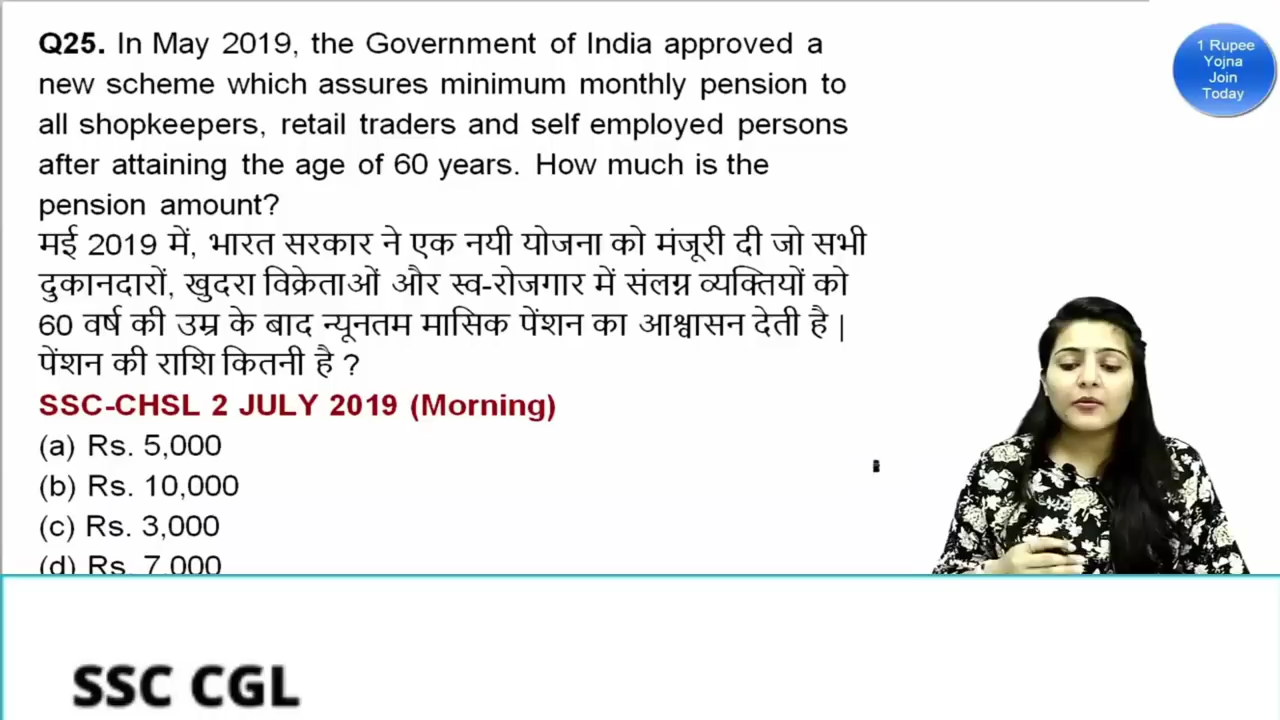 Q25. In May 2019, the Government of India approved a
new scheme which assures minimum monthly pension to
all shopkeepers, retail traders and self employed persons
after attaining the age of 60 years. How much is the
pension amount?
मई 2019 में, भारत सरकार ने एक नयी योजना को मंजूरी दी जो सभी
दुकानदारों, खुदरा विक्रेताओं और स्व-रोजगार में संलग्न व्यक्तियों को
60 वर्ष की उम्र के बाद न्यूनतम मासिक पेंशन का आश्वासन देती है |
पेंशन की राशि कितनी है ?
SSC-CHSL 2 JULY 2019 (Morning)
(a) Rs. 5,000
(b) Rs. 10,000
(c) Rs. 3,000
(d) Rs. 7,000
1 Rupee
Yojna
Join
Today
SSC CGL